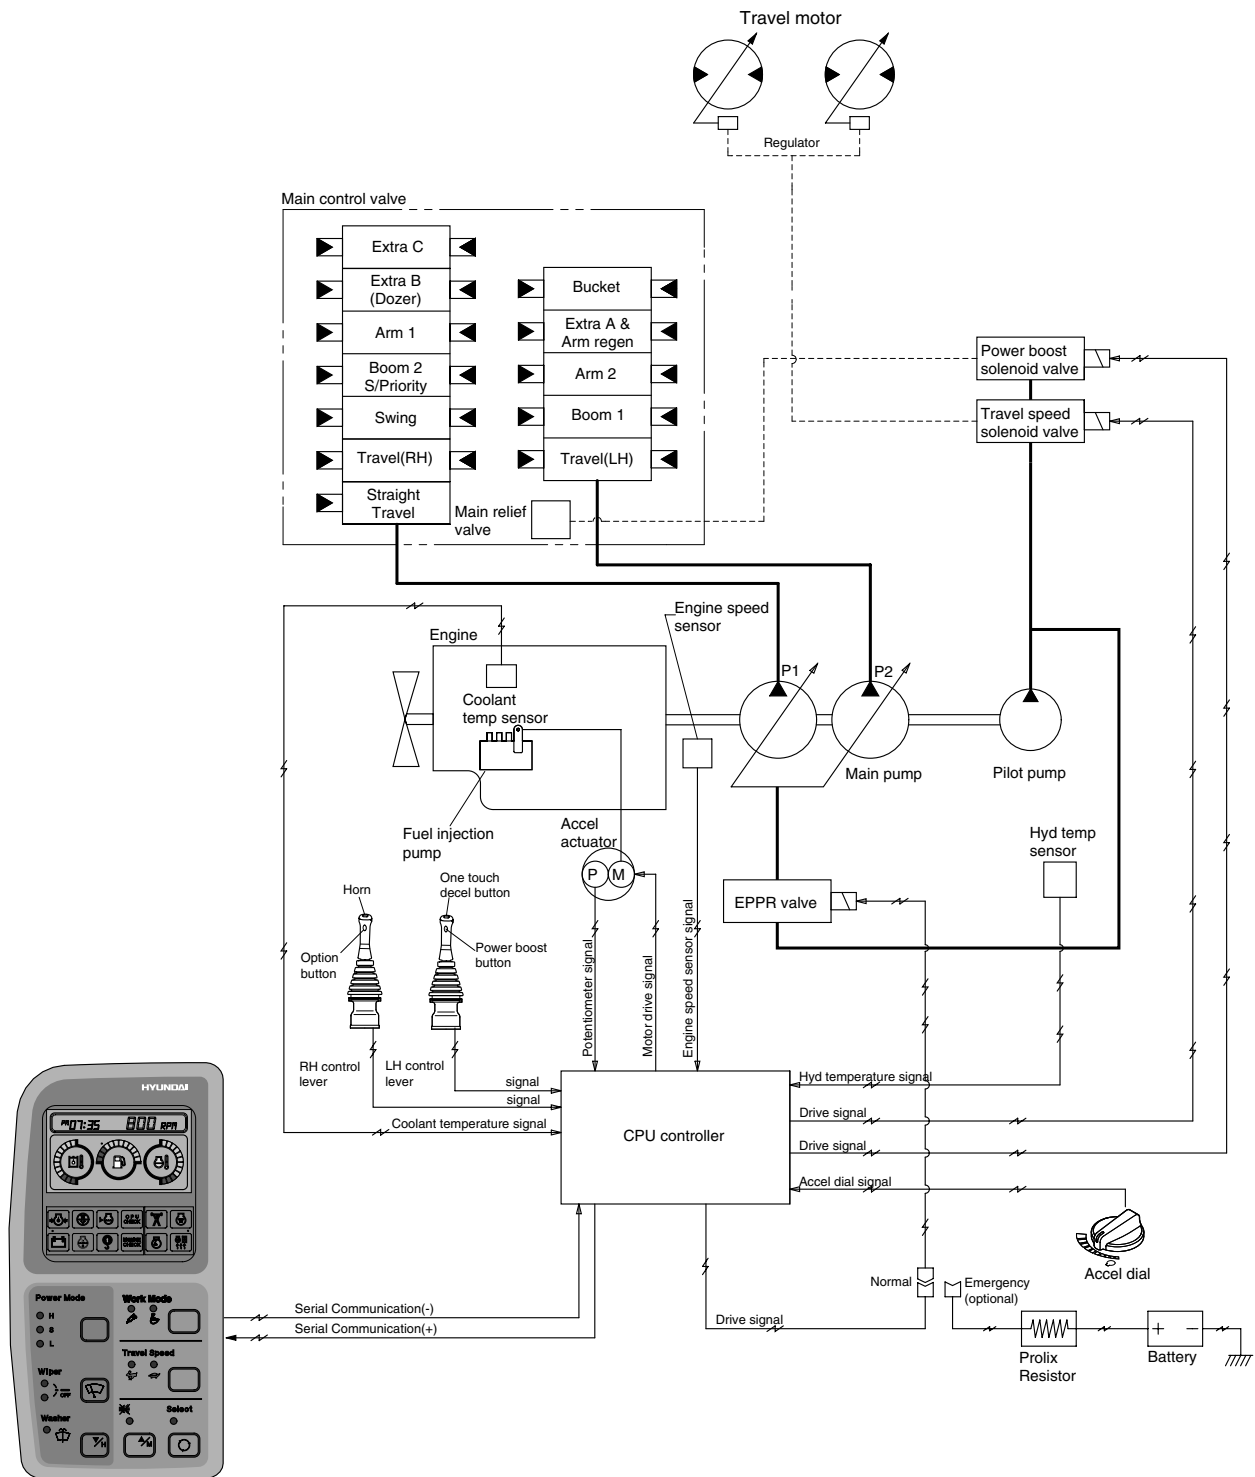 Travel motor
Regulator
Main control valve
Extra C
Extra B
(Dozer)
Arm 1
Boom 2
S/Priority
Swing
Travel(RH)
Straight
Travel
Bucket
Extra A &
Arm regen
Arm 2
Boom 1
Travel(LH)
Main relief
valve
Power boost
solenoid valve
Travel speed
solenoid valve
Engine speed
sensor
Engine
Coolant
temp sensor
P1
P2
Main pump
Pilot pump
Fuel injection
pump
Accel
actuator
P
M
Hyd temp
sensor
EPPR valve
Horn
Option
button
One touch
decel button
Power boost
button
RH control
lever
LH control
lever
Potentiometer signal
Motor drive signal
Engine speed sensor signal
signal
signal
Coolant temperature signal
CPU controller
Hyd temperature signal
Drive signal
Drive signal
Accel dial signal
Accel dial
Normal
Emergency
(optional)
Drive signal
Prolix
Resistor
+ -
Battery
Serial Communication(-)
Serial Communication(+)
HYUNDAI
07:35 800 RPM
CPU
CHECK
CHECK
Power Mode
H
S
L
Work Mode
Travel Speed
Wiper
OFF
Washer
Select
/H
/M